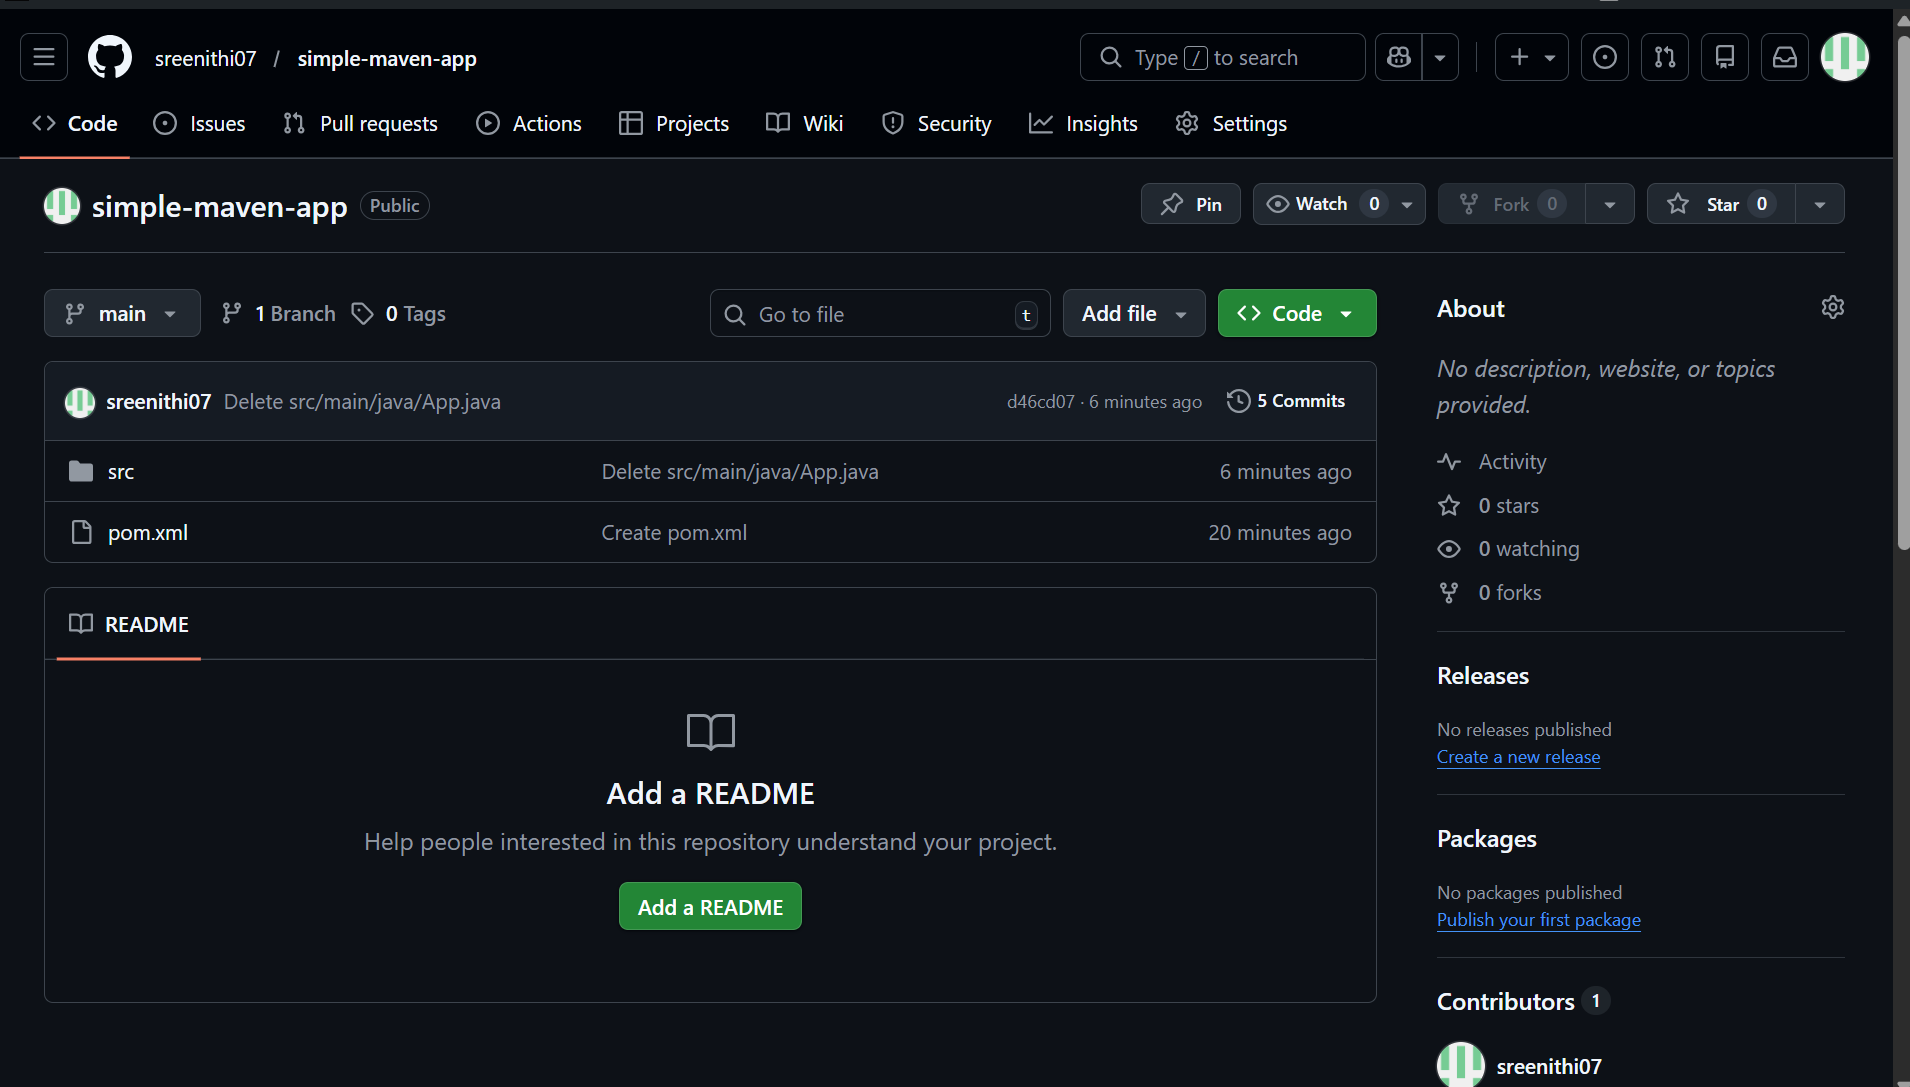 sreenithi07 / simple-maven-app Type / to search
Code Issues Pull requests Actions Projects Wiki Security Insights Settings
simple-maven-app Public Pin Watch 0 Fork 0 Star 0
main 1 Branch 0 Tags Go to file t Add file Code
sreenithi07 Delete src/main/java/App.java d46cd07 · 6 minutes ago 5 Commits
src Delete src/main/java/App.java 6 minutes ago
pom.xml Create pom.xml 20 minutes ago
README
Add a README
Help people interested in this repository understand your project.
Add a README
About
No description, website, or topics
provided.
Activity
0 stars
0 watching
0 forks
Releases
No releases published
Create a new release
Packages
No packages published
Publish your first package
Contributors 1
sreenithi07